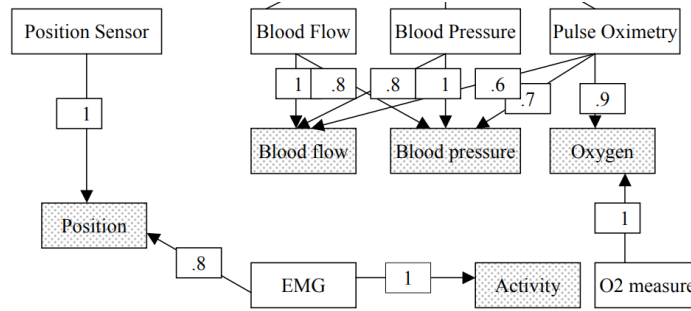 Position Sensor
Blood Flow
Blood Pressure
Pulse Oximetry
1
1
.8
.8
1
.6
.7
.9
Blood flow
Blood pressure
Oxygen
Position
1
.8
EMG
1
Activity
O2 measure